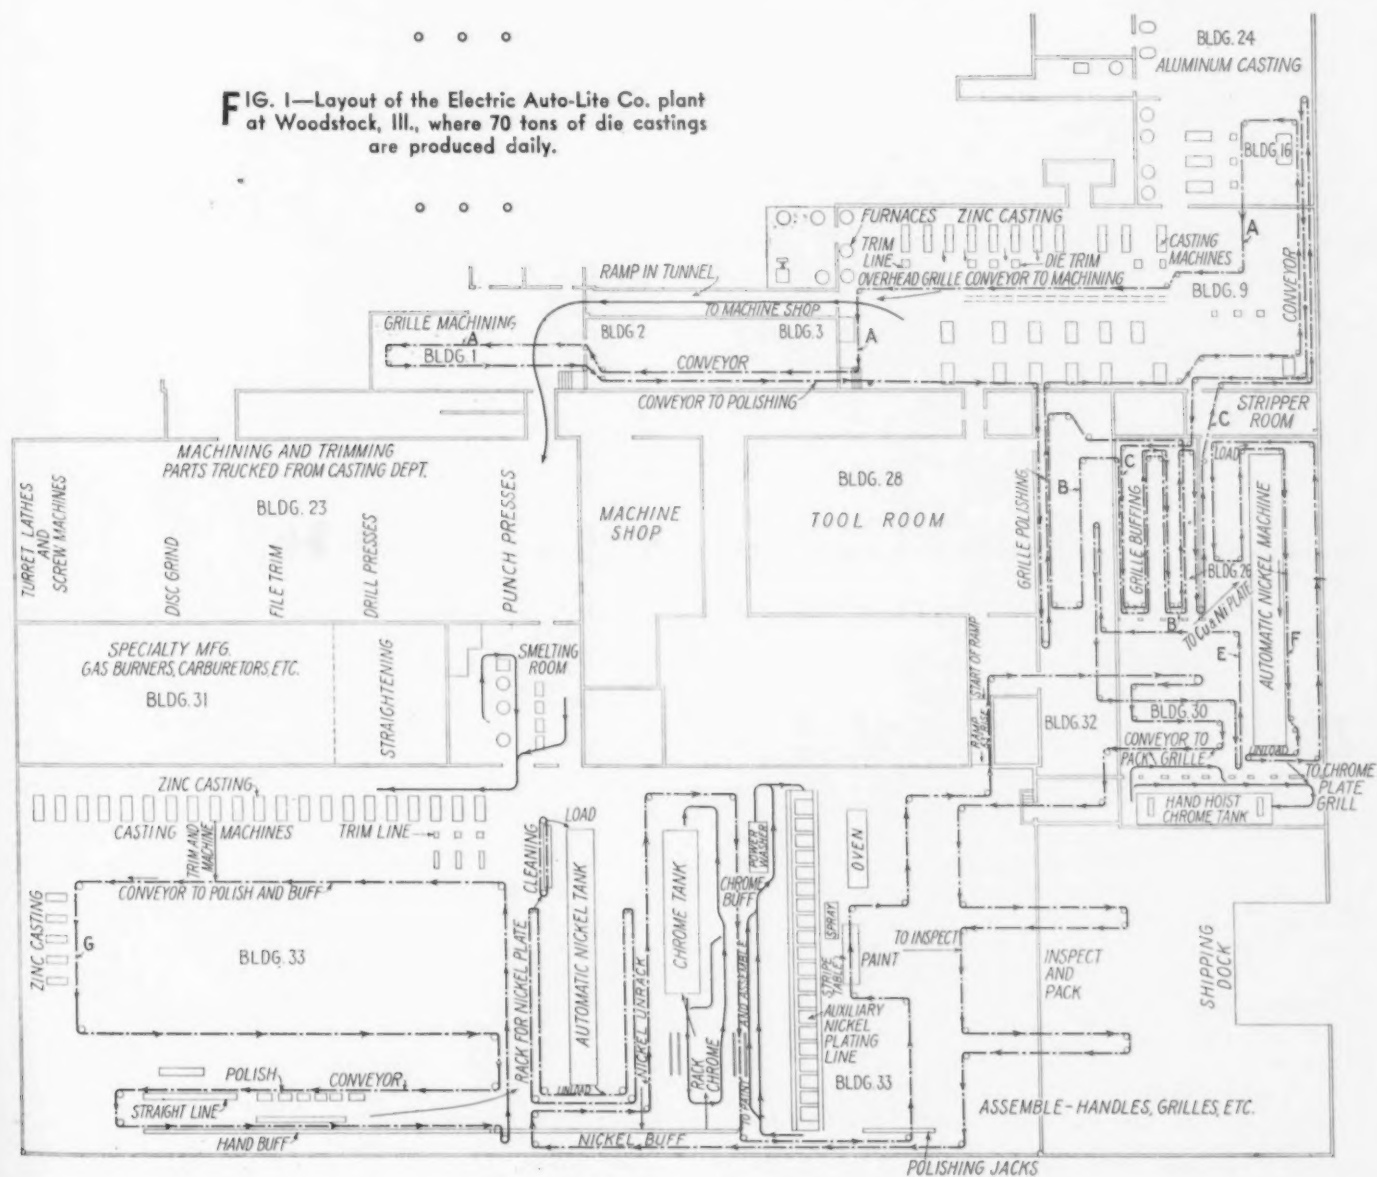 FIG. 1—Layout of the Electric Auto-Lite Co. plant
at Woodstock, Ill., where 70 tons of die castings
are produced daily.
BLDG. 24
ALUMINUM CASTING
BLDG 16
A
FURNACES
ZINC CASTING
TRIM
LINE
DIE TRIM
CASTING
MACHINES
OVERHEAD GRILLE CONVEYOR TO MACHINING
BLDG. 9
CONVEYOR
RAMP IN TUNNEL
TO MACHINE SHOP
GRILLE MACHINING
A
BLDG. 1
BLDG 2
BLDG. 3
A
CONVEYOR
CONVEYOR TO POLISHING
STRIPPER
ROOM
C
MACHINING AND TRIMMING
PARTS TRUCKED FROM CASTING DEPT.
BLDG. 23
TURRET LATHES
AND
SCREW MACHINES
DISC GRIND
FILE TRIM
DRILL PRESSES
PUNCH PRESSES
MACHINE
SHOP
BLDG. 28
TOOL ROOM
GRILLE POLISHING
B
C
GRILLE BUFFING
LOAD
BLDG. 26
B
TO Cu & Ni PLATE
E
AUTOMATIC NICKEL MACHINE
F
SPECIALTY MFG.
GAS BURNERS, CARBURETORS, ETC.
BLDG. 31
STRAIGHTENING
SMELTING
ROOM
START OF RAMP
RAMP
BLDG. 32
BLDG. 30
CONVEYOR TO
PACK GRILLE
UNLOAD
TO CHROME
PLATE
GRILL
HAND HOIST
CHROME TANK
ZINC CASTING
CASTING MACHINES
TRIM LINE
TRIM AND
MACHINE
CONVEYOR TO POLISH AND BUFF
ZINC CASTING
G
BLDG. 33
CLEANING
LOAD
AUTOMATIC NICKEL TANK
UNLOAD
RACK FOR NICKEL PLATE
NICKEL UNRACK
CHROME TANK
RACK
CHROME
CHROME
BUFF
POWER
WASHER
TO PAINT AND ASSEMBLE
OVEN
SPRAY
STRIPE
TABLE
PAINT
AUXILIARY
NICKEL
PLATING
LINE
BLDG. 33
TO INSPECT
INSPECT
AND
PACK
SHIPPING
DOCK
POLISH
CONVEYOR
STRAIGHT LINE
HAND BUFF
NICKEL BUFF
POLISHING JACKS
ASSEMBLE - HANDLES, GRILLES, ETC.